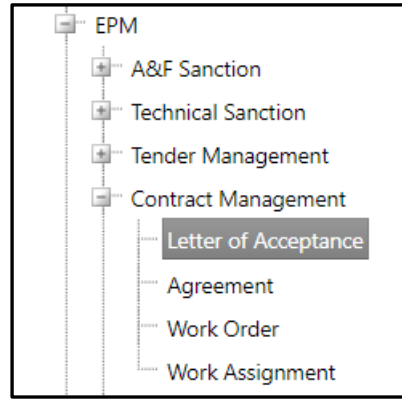 EPM
A&F Sanction
Technical Sanction
Tender Management
Contract Management
Letter of Acceptance
Agreement
Work Order
Work Assignment